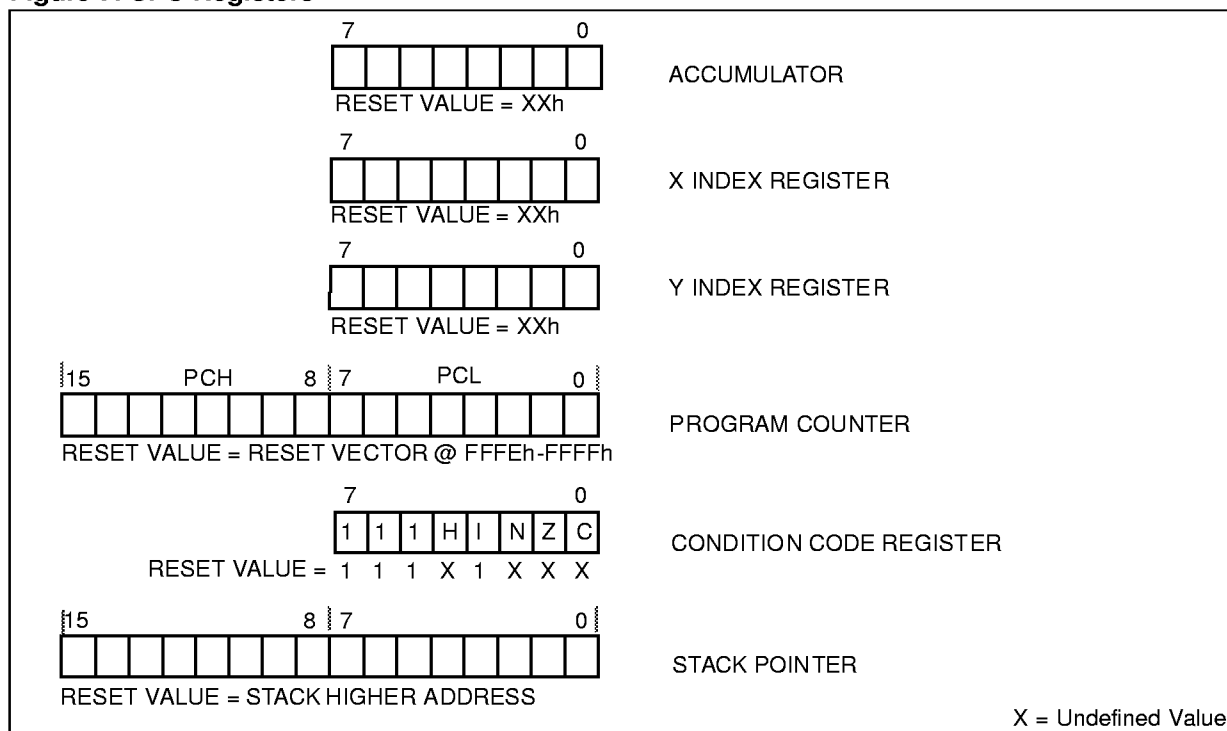 7 0
ACCUMULATOR
RESET VALUE = XXh
7 0
X INDEX REGISTER
RESET VALUE = XXh
7 0
Y INDEX REGISTER
RESET VALUE = XXh
15 PCH 8 7 PCL 0
PROGRAM COUNTER
RESET VALUE = RESET VECTOR @ FFFEh-FFFFh
7 0
1 1 1 H I N Z C
CONDITION CODE REGISTER
RESET VALUE = 1 1 1 X 1 X X X
15 8 7 0
STACK POINTER
RESET VALUE = STACK HIGHER ADDRESS
X = Undefined Value